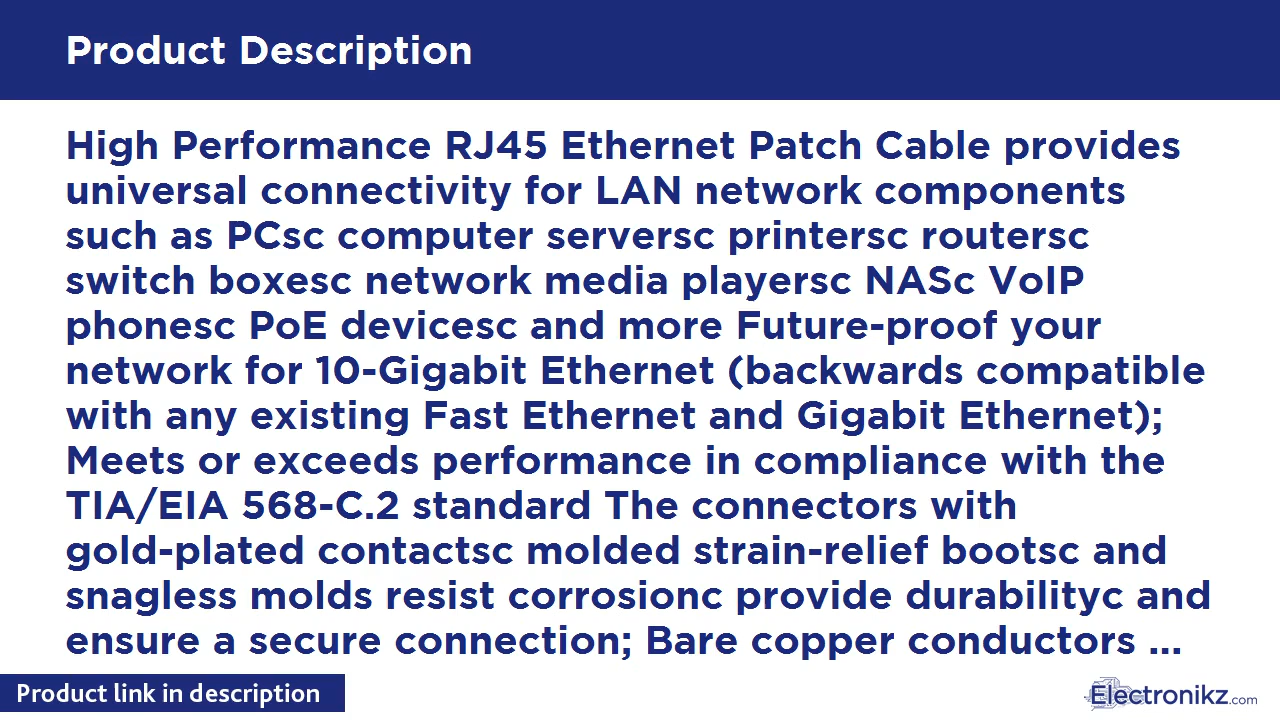 Product Description
High Performance RJ45 Ethernet Patch Cable provides
universal connectivity for LAN network components
such as PCsc computer serversc printersc routersc
switch boxesc network media playersc NASc VoIP
phonesc PoE devicesc and more Future-proof your
network for 10-Gigabit Ethernet (backwards compatible
with any existing Fast Ethernet and Gigabit Ethernet);
Meets or exceeds performance in compliance with the
TIA/EIA 568-C.2 standard The connectors with
gold-plated contactsc molded strain-relief bootsc and
snagless molds resist corrosionc provide durabilityc and
ensure a secure connection; Bare copper conductors ...
Product link in description
Electronikz.com